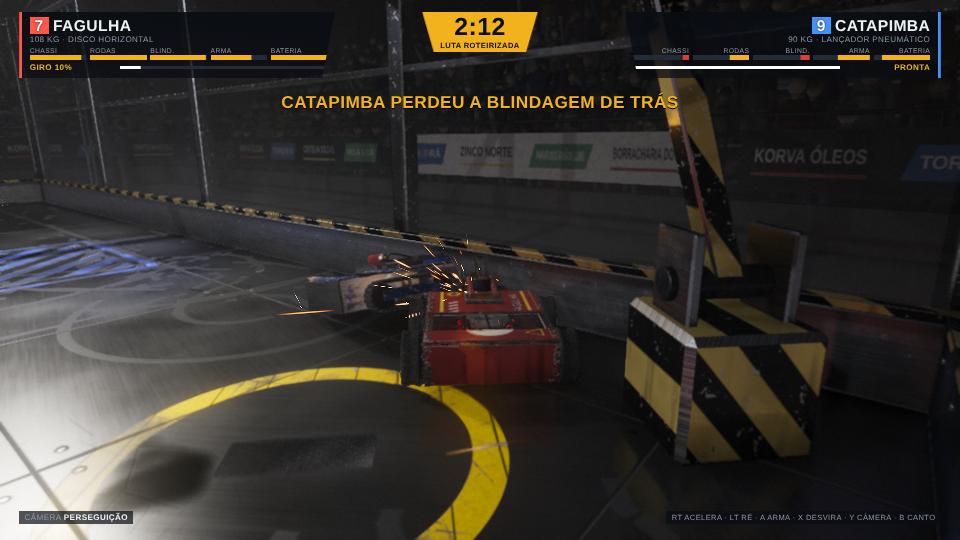 7 FAGULHA
108 KG · DISCO HORIZONTAL
CHASSI RODAS BLIND. ARMA BATERIA
GIRO 10%
2:12
LUTA ROTEIRIZADA
9 CATAPIMBA
90 KG · LANÇADOR PNEUMÁTICO
CHASSI RODAS BLIND. ARMA BATERIA
PRONTA
CATAPIMBA PERDEU A BLINDAGEM DE TRÁS
ZINCO NORTE
BORRACHARIA DO
KORVA ÓLEOS
CÂMERA PERSEGUIÇÃO
RT ACELERA · LT RÉ · A ARMA · X DESVIRA · Y CÂMERA · B CANTO